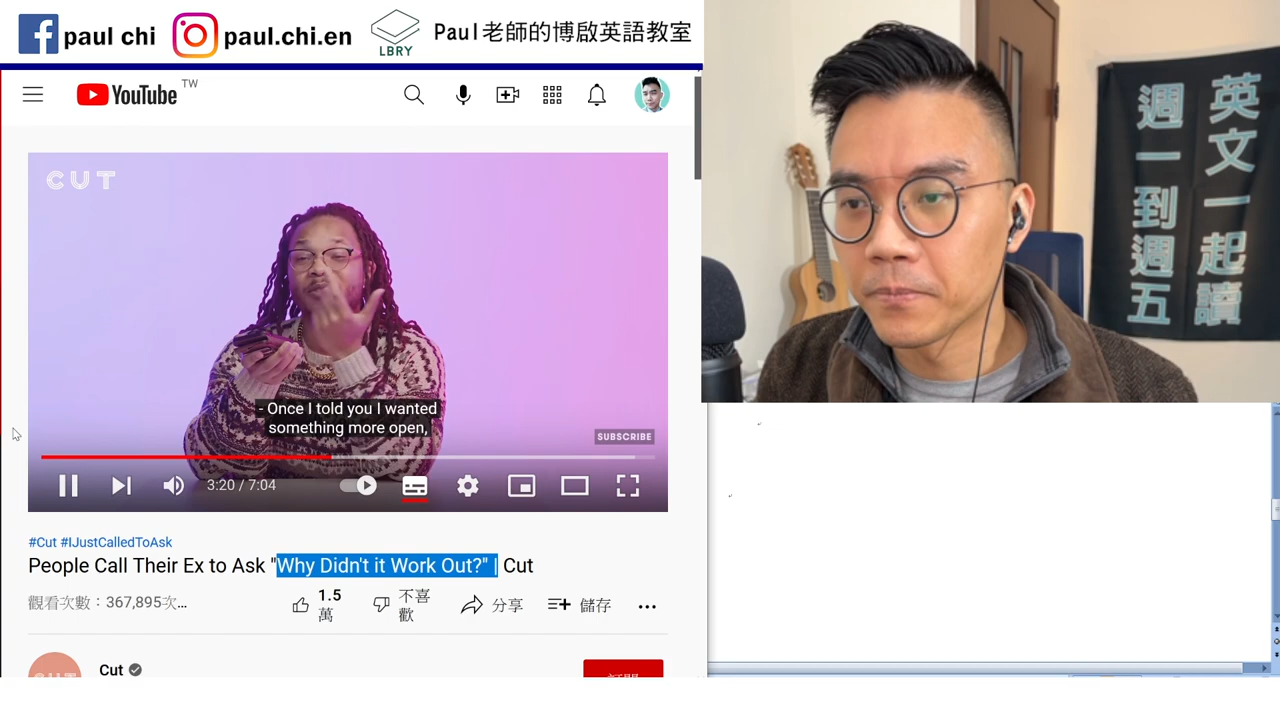 paul chi
paul.chi.en
LBRY
Paul老師的博啟英語教室
YouTube TW
CUT
- Once I told you I wanted
something more open,
SUBSCRIBE
3:20 / 7:04
#Cut #IJustCalledToAsk
People Call Their Ex to Ask "Why Didn't it Work Out?" | Cut
觀看次數：367,895次...
1.5
萬
不喜
歡
分享
儲存
Cut
英文一起讀
週一到週五